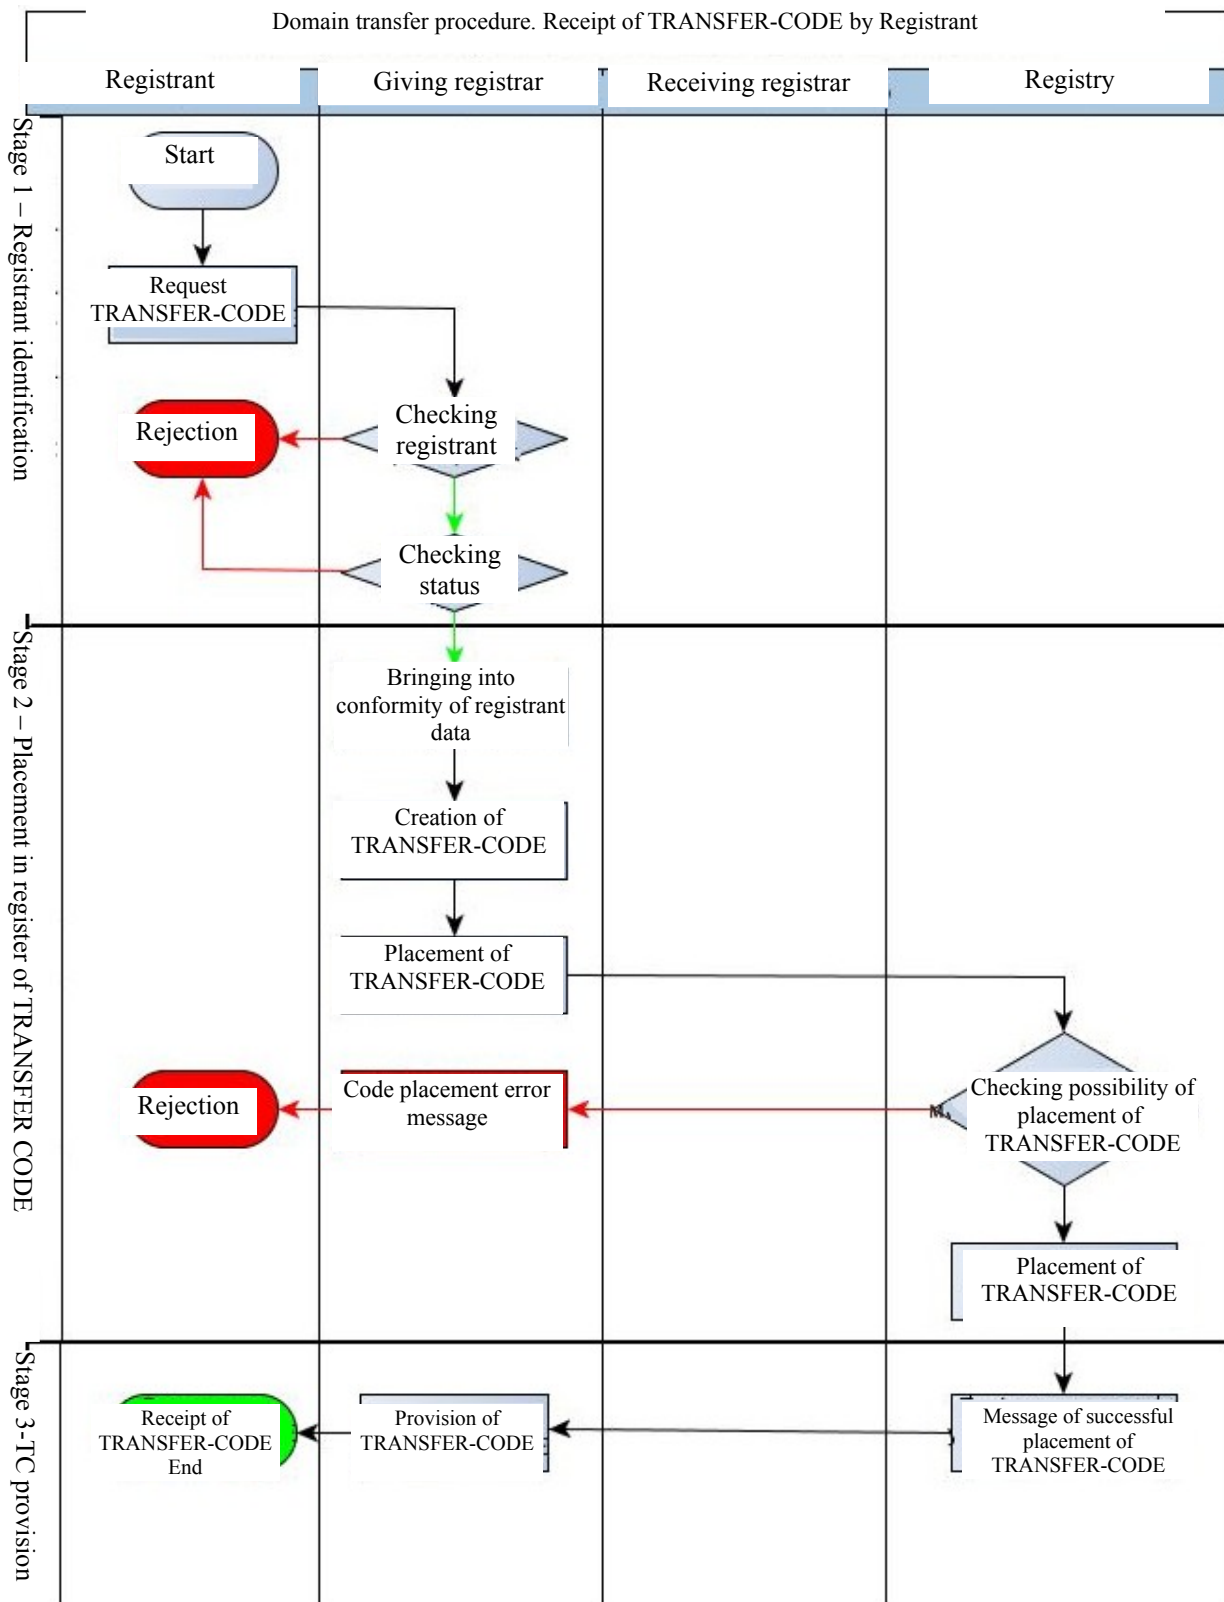 Domain transfer procedure. Receipt of TRANSFER-CODE by Registrant
Registrant
Giving registrar
Receiving registrar
Registry
Stage 1 – Registrant identification
Start
Request
TRANSFER-CODE
Checking
registrant
Rejection
Checking
status
Stage 2 – Placement in register of TRANSFER CODE
Bringing into
conformity of registrant
data
Creation of
TRANSFER-CODE
Placement of
TRANSFER-CODE
Checking possibility of
placement of
TRANSFER-CODE
Code placement error
message
Rejection
Placement of
TRANSFER-CODE
Stage 3-TC provision
Message of successful
placement of
TRANSFER-CODE
Provision of
TRANSFER-CODE
Receipt of
TRANSFER-CODE
End